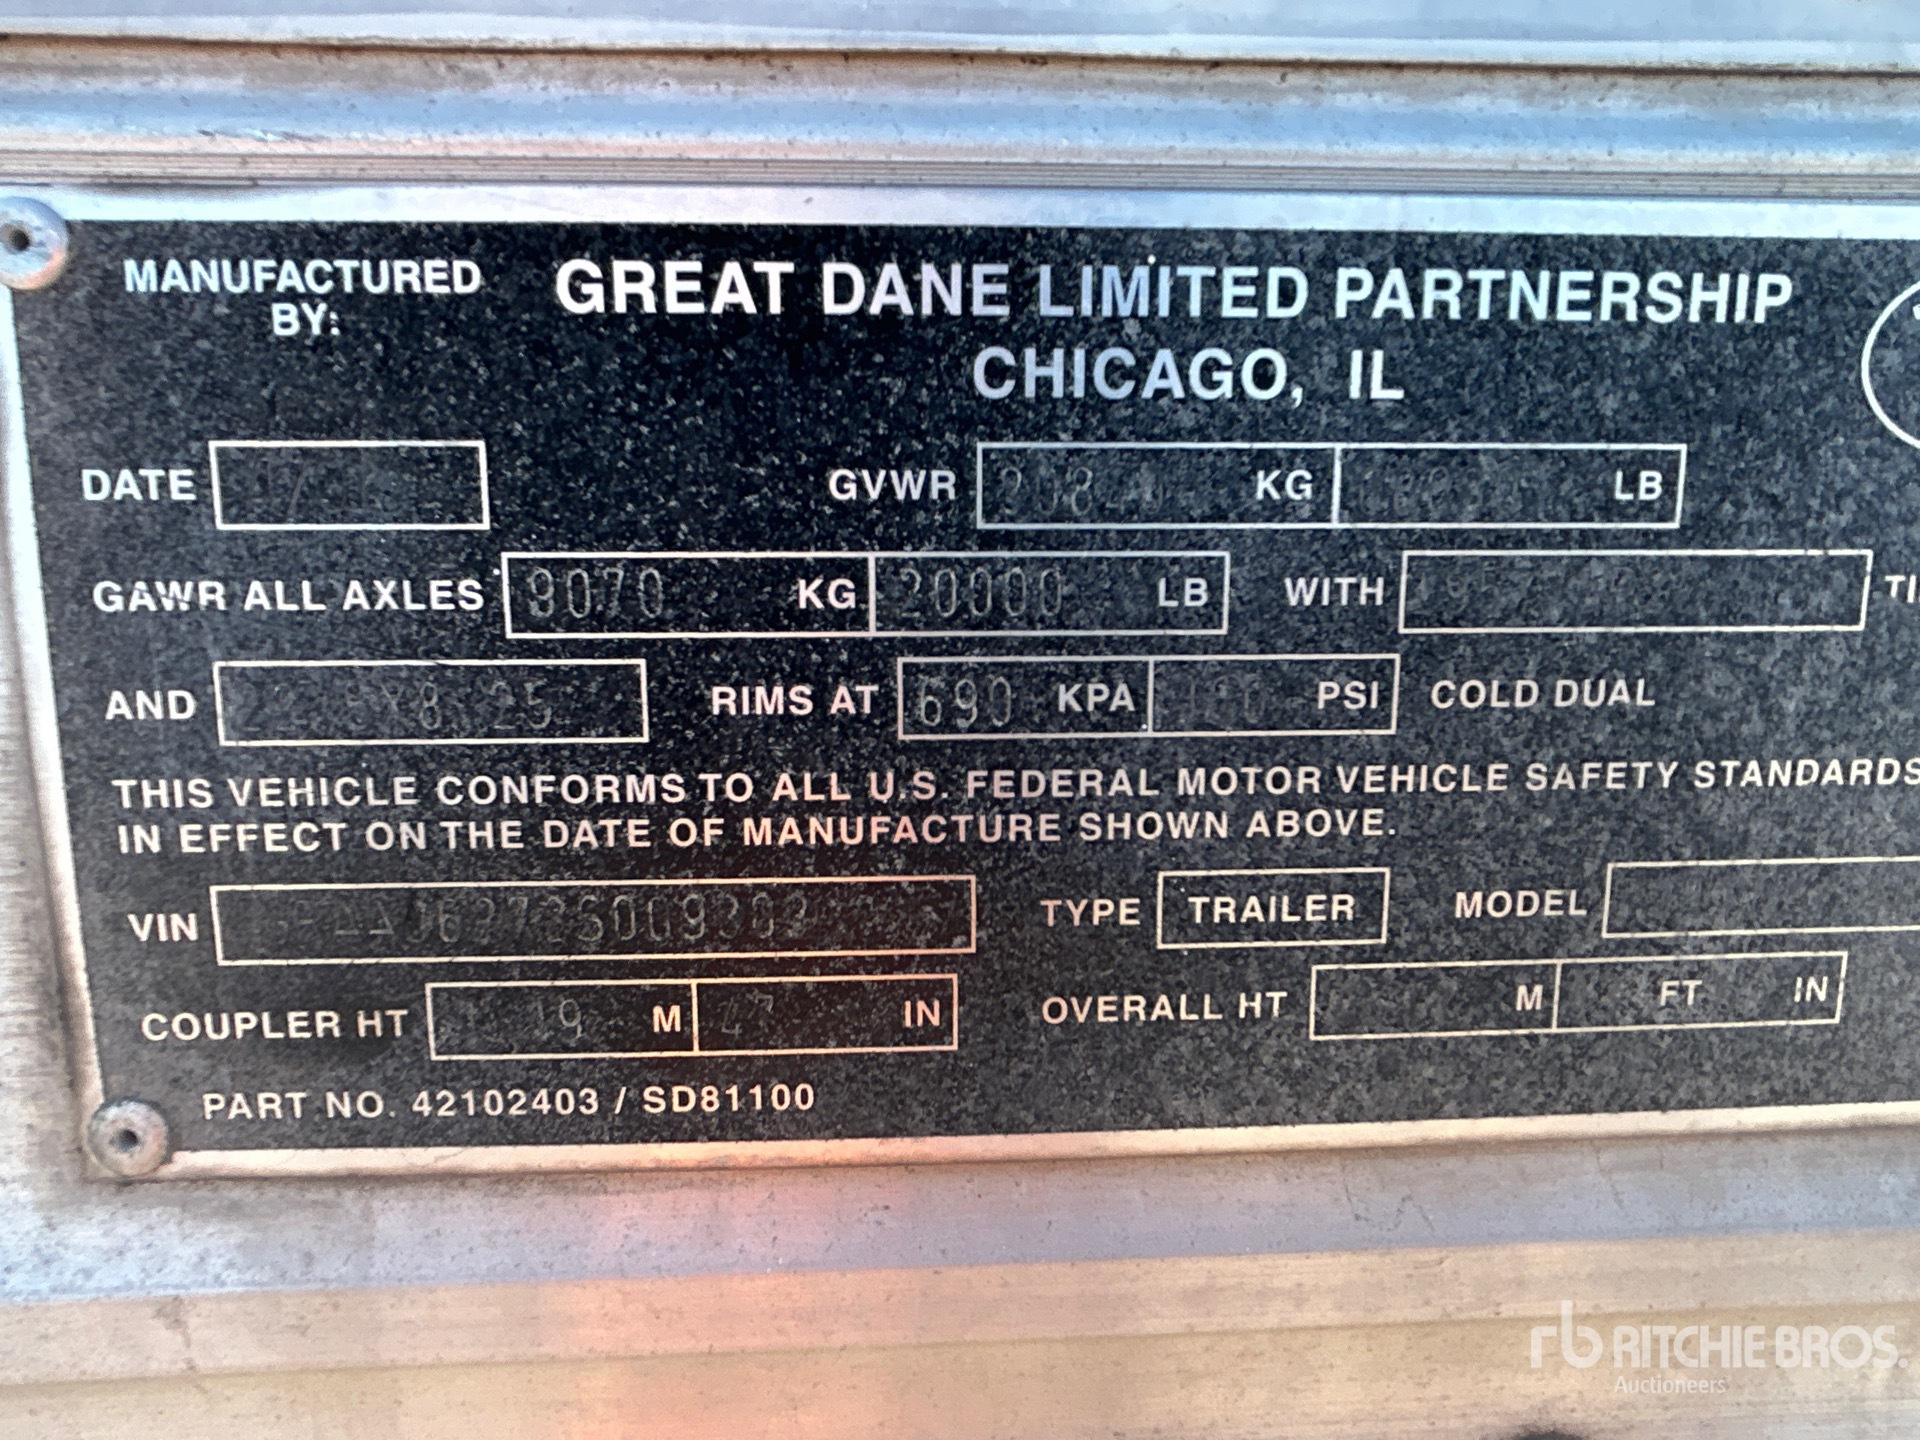 MANUFACTURED BY: GREAT DANE LIMITED PARTNERSHIP
CHICAGO, IL
DATE GVWR KG LB
GAWR ALL AXLES 9070 KG 20000 LB WITH
AND RIMS AT 690 KPA PSI COLD DUAL
THIS VEHICLE CONFORMS TO ALL U.S. FEDERAL MOTOR VEHICLE SAFETY STANDARDS
IN EFFECT ON THE DATE OF MANUFACTURE SHOWN ABOVE.
VIN TYPE TRAILER MODEL
COUPLER HT M 47 IN OVERALL HT M FT IN
PART NO. 42102403 / SD81100
rb RITCHIE BROS.
Auctioneers